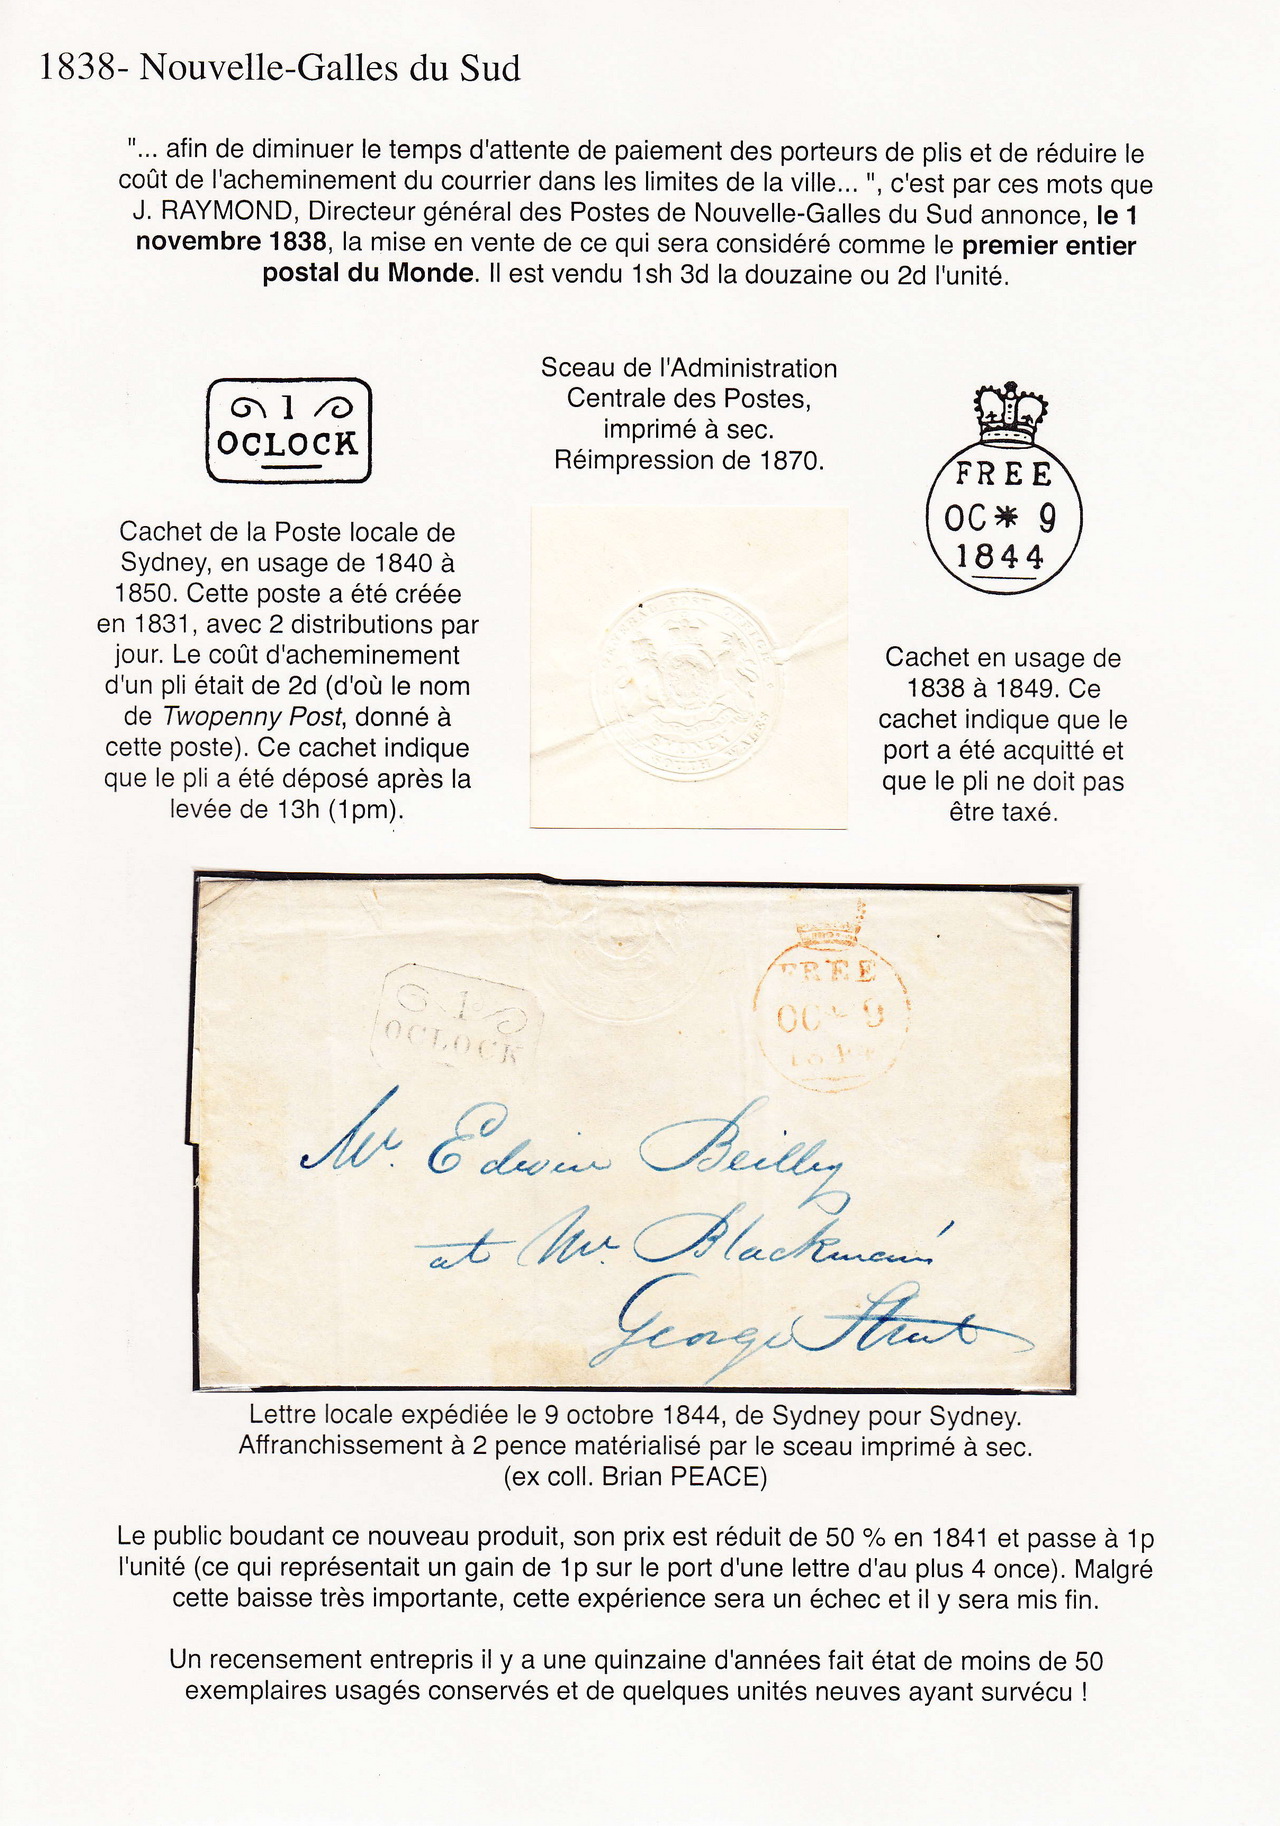 1838- Nouvelle-Galles du Sud
"... afin de diminuer le temps d'attente de paiement des porteurs de plis et de réduire le
coût de l'acheminement du courrier dans les limites de la ville... ", c'est par ces mots que
J. RAYMOND, Directeur général des Postes de Nouvelle-Galles du Sud annonce, le 1
novembre 1838, la mise en vente de ce qui sera considéré comme le premier entier
postal du Monde. Il est vendu 1sh 3d la douzaine ou 2d l'unité.
1
OCLOCK
Cachet de la Poste locale de
Sydney, en usage de 1840 à
1850. Cette poste a été créée
en 1831, avec 2 distributions par
jour. Le coût d'acheminement
d'un pli était de 2d (d'où le nom
de Twopenny Post, donné à
cette poste). Ce cachet indique
que le pli a été déposé après la
levée de 13h (1pm).
Sceau de l'Administration
Centrale des Postes,
imprimé à sec.
Réimpression de 1870.
GENERAL POST OFFICE
SYDNEY
SOUTH WALES
FREE
OC* 9
1844
Cachet en usage de
1838 à 1849. Ce
cachet indique que le
port a été acquitté et
que le pli ne doit pas
être taxé.
1
OCLOCK
FREE
OC* 9
1844
Mr. Edwin Beilby
at Mr. Blackman's
George Street
Lettre locale expédiée le 9 octobre 1844, de Sydney pour Sydney.
Affranchissement à 2 pence matérialisé par le sceau imprimé à sec.
(ex coll. Brian PEACE)
Le public boudant ce nouveau produit, son prix est réduit de 50 % en 1841 et passe à 1p
l'unité (ce qui représentait un gain de 1p sur le port d'une lettre d'au plus 4 once). Malgré
cette baisse très importante, cette expérience sera un échec et il y sera mis fin.
Un recensement entrepris il y a une quinzaine d'années fait état de moins de 50
exemplaires usagés conservés et de quelques unités neuves ayant survécu !